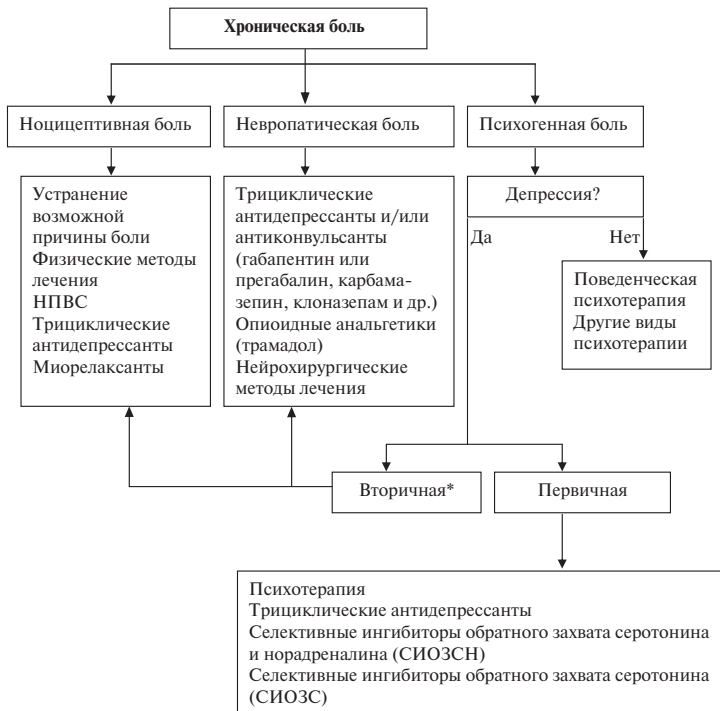 Хроническая боль
Ноцицептивная боль
Невропатическая боль
Психогенная боль
Устранение
возможной
причины боли
Физические методы
лечения
НПВС
Трициклические
антидепрессанты
Миорелаксанты
Трициклические
антидепрессанты и/или
антиконвульсанты
(габапентин или
прегабалин, карбама-
зепин, клоназепам и др.)
Опиоидные анальгетики
(трамадол)
Нейрохирургические
методы лечения
Депрессия?
Да
Нет
Поведенческая
психотерапия
Другие виды
психотерапии
Вторичная*
Первичная
Психотерапия
Трициклические антидепрессанты
Селективные ингибиторы обратного захвата серотонина
и норадреналина (СИОЗСН)
Селективные ингибиторы обратного захвата серотонина
(СИОЗС)